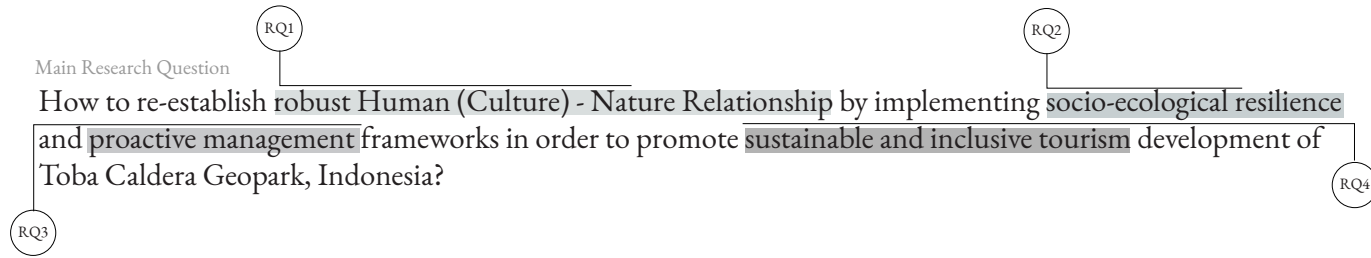 RQ1
RQ2
Main Research Question
How to re-establish robust Human (Culture) - Nature Relationship by implementing socio-ecological resilience
and proactive management frameworks in order to promote sustainable and inclusive tourism development of
Toba Caldera Geopark, Indonesia?
RQ4
RQ3